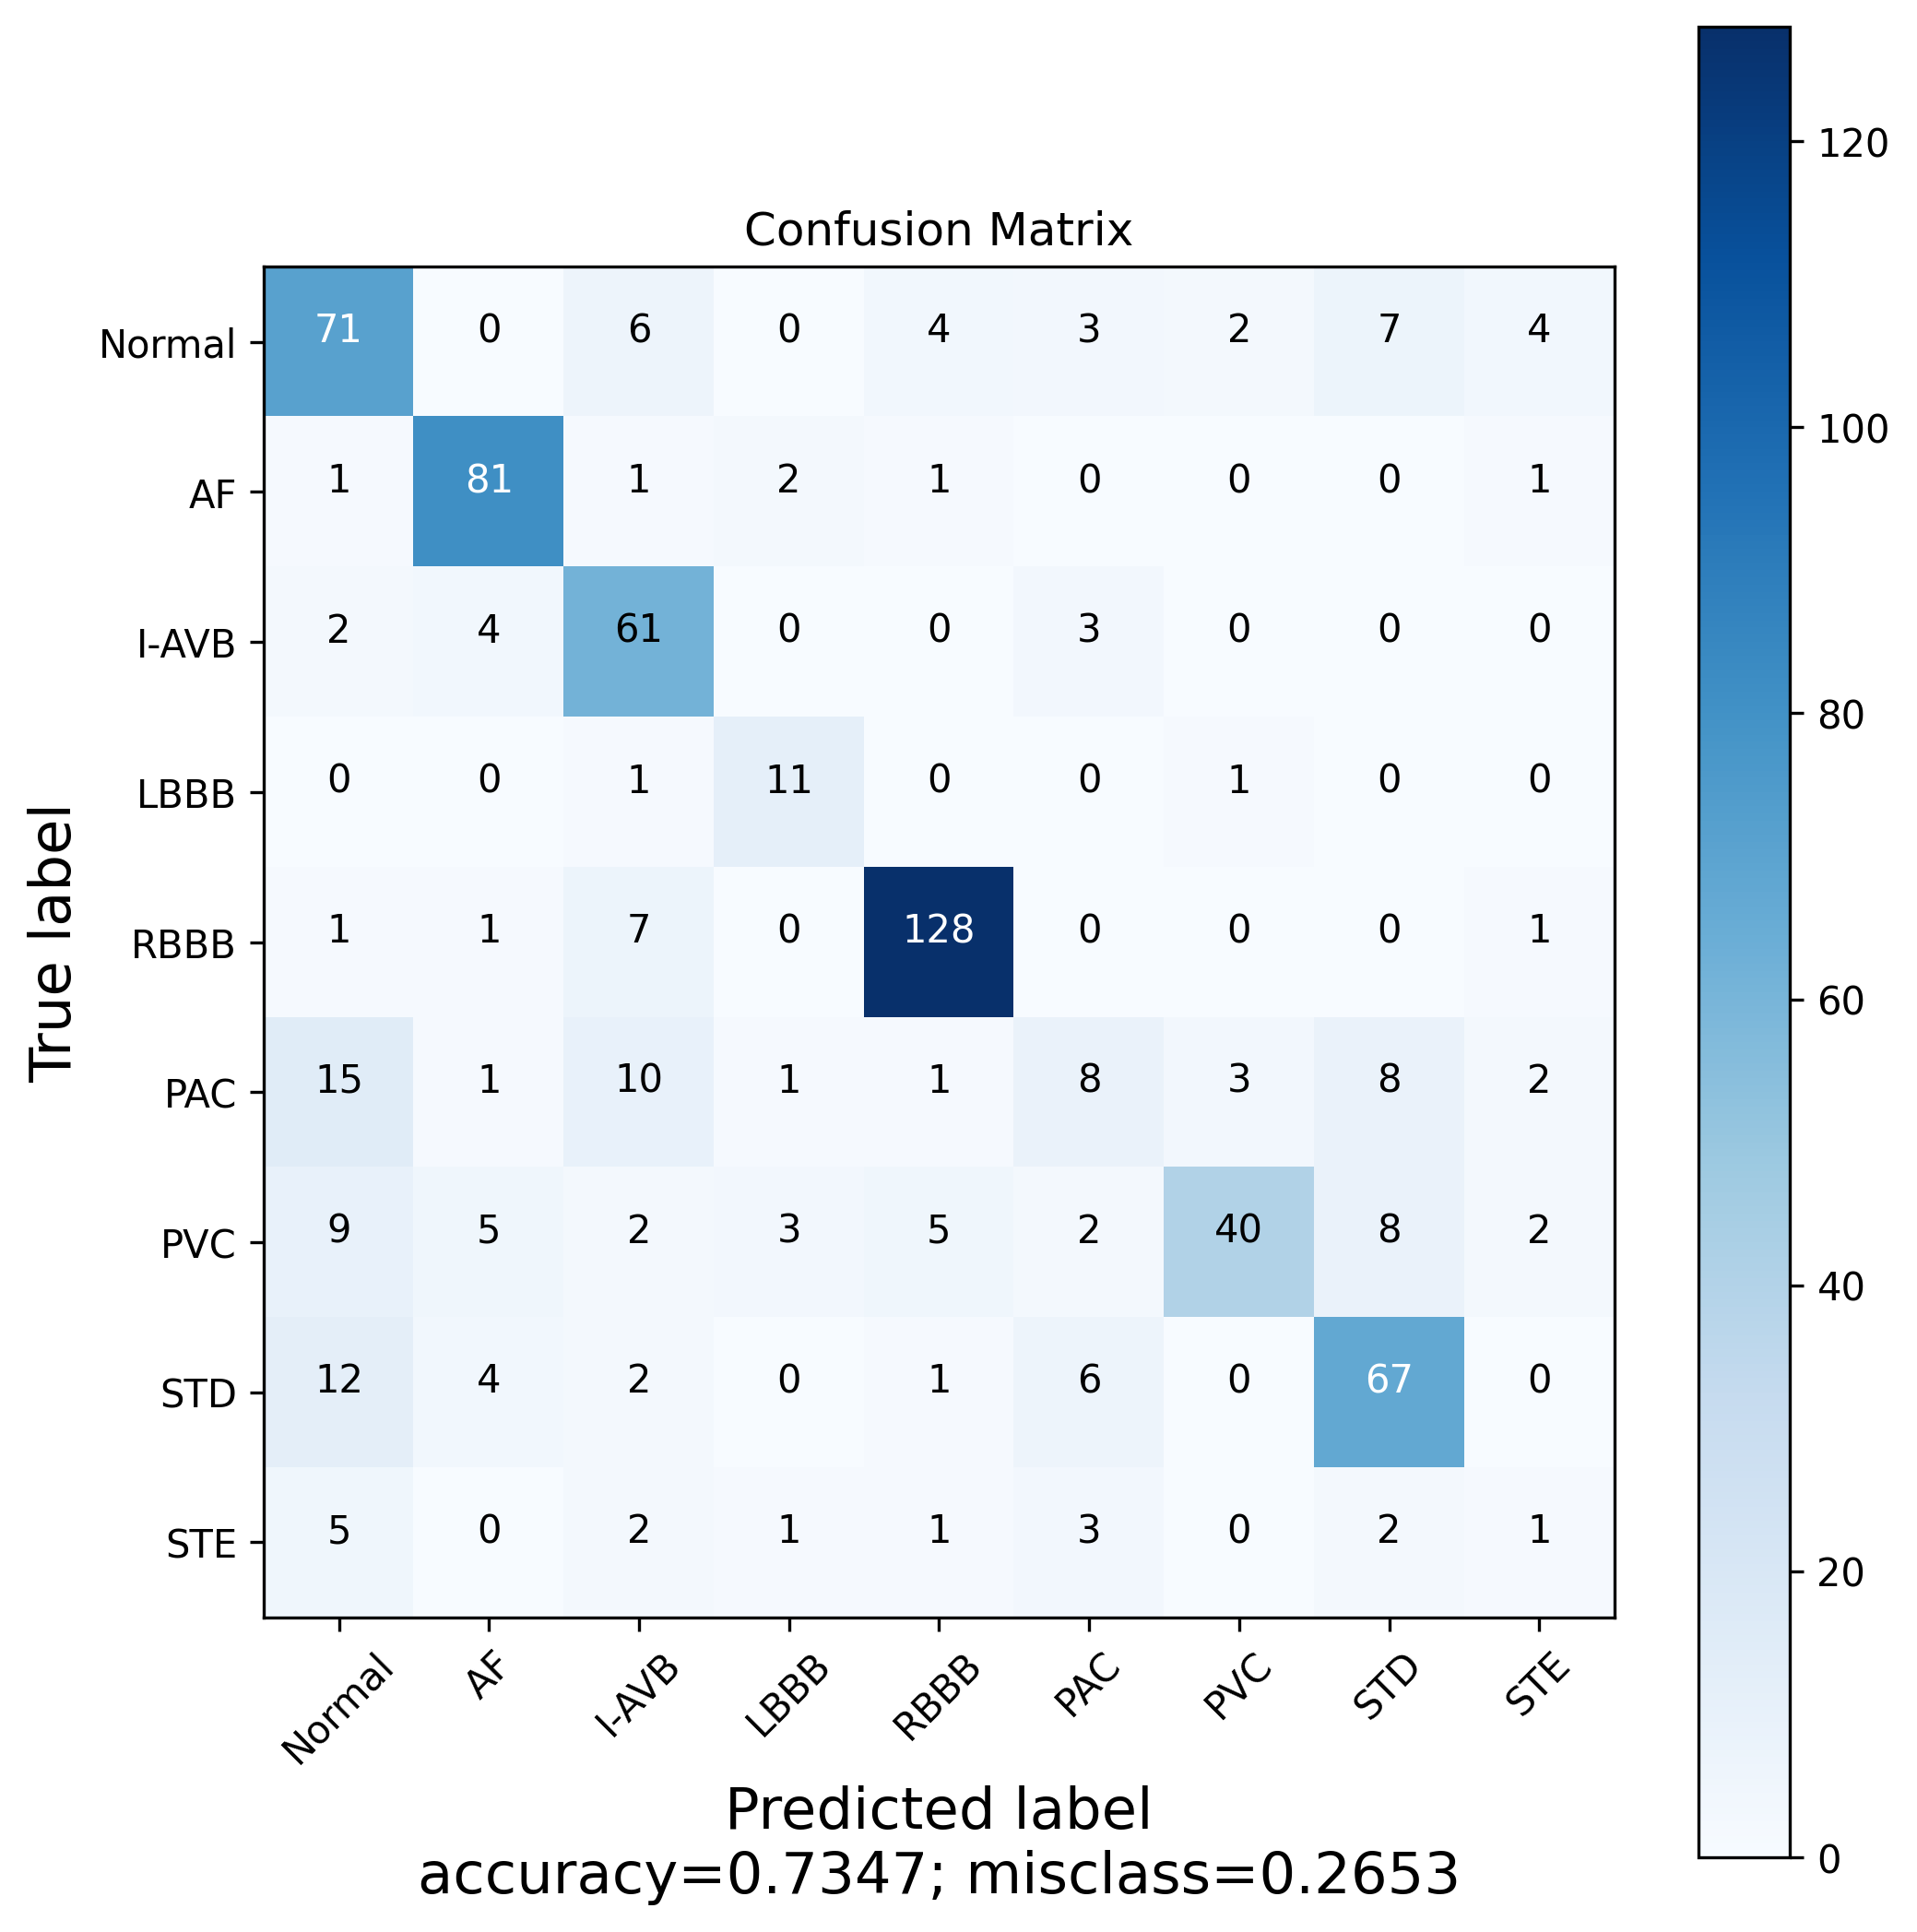 Confusion Matrix
Normal 71 0 6 0 4 3 2 7 4
AF 1 81 1 2 1 0 0 0 1
I-AVB 2 4 61 0 0 3 0 0 0
LBBB 0 0 1 11 0 0 1 0 0
RBBB 1 1 7 0 128 0 0 0 1
PAC 15 1 10 1 1 8 3 8 2
PVC 9 5 2 3 5 2 40 8 2
STD 12 4 2 0 1 6 0 67 0
STE 5 0 2 1 1 3 0 2 1
True label
Normal AF I-AVB LBBB RBBB PAC PVC STD STE
Predicted label
accuracy=0.7347; misclass=0.2653
120
100
80
60
40
20
0